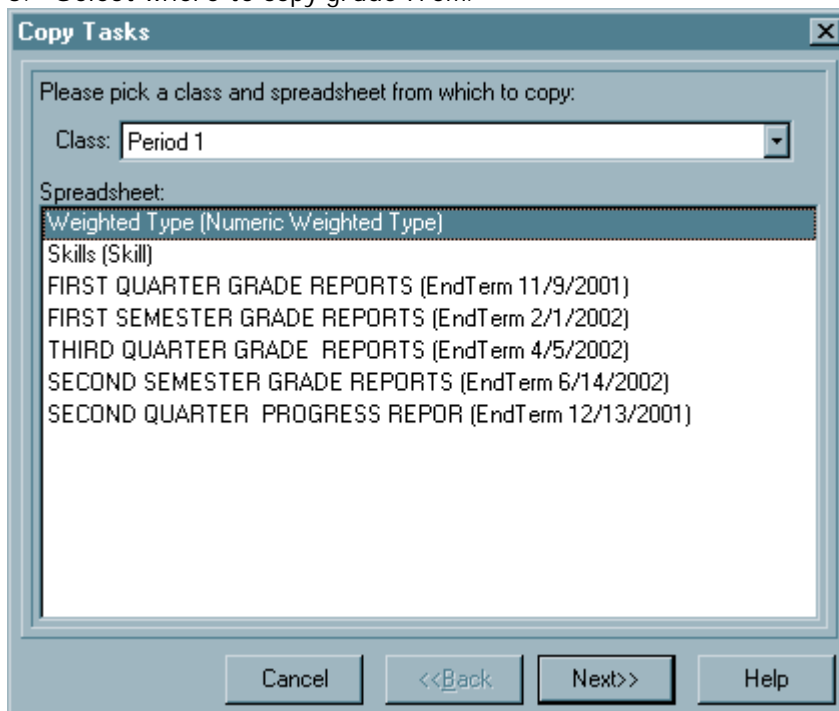 Copy Tasks
Please pick a class and spreadsheet from which to copy:
Class: Period 1
Spreadsheet:
Weighted Type (Numeric Weighted Type)
Skills (Skill)
FIRST QUARTER GRADE REPORTS (EndTerm 11/9/2001)
FIRST SEMESTER GRADE REPORTS (EndTerm 2/1/2002)
THIRD QUARTER GRADE  REPORTS (EndTerm 4/5/2002)
SECOND SEMESTER GRADE REPORTS (EndTerm 6/14/2002)
SECOND QUARTER  PROGRESS REPOR (EndTerm 12/13/2001)
Cancel <<Back Next>> Help